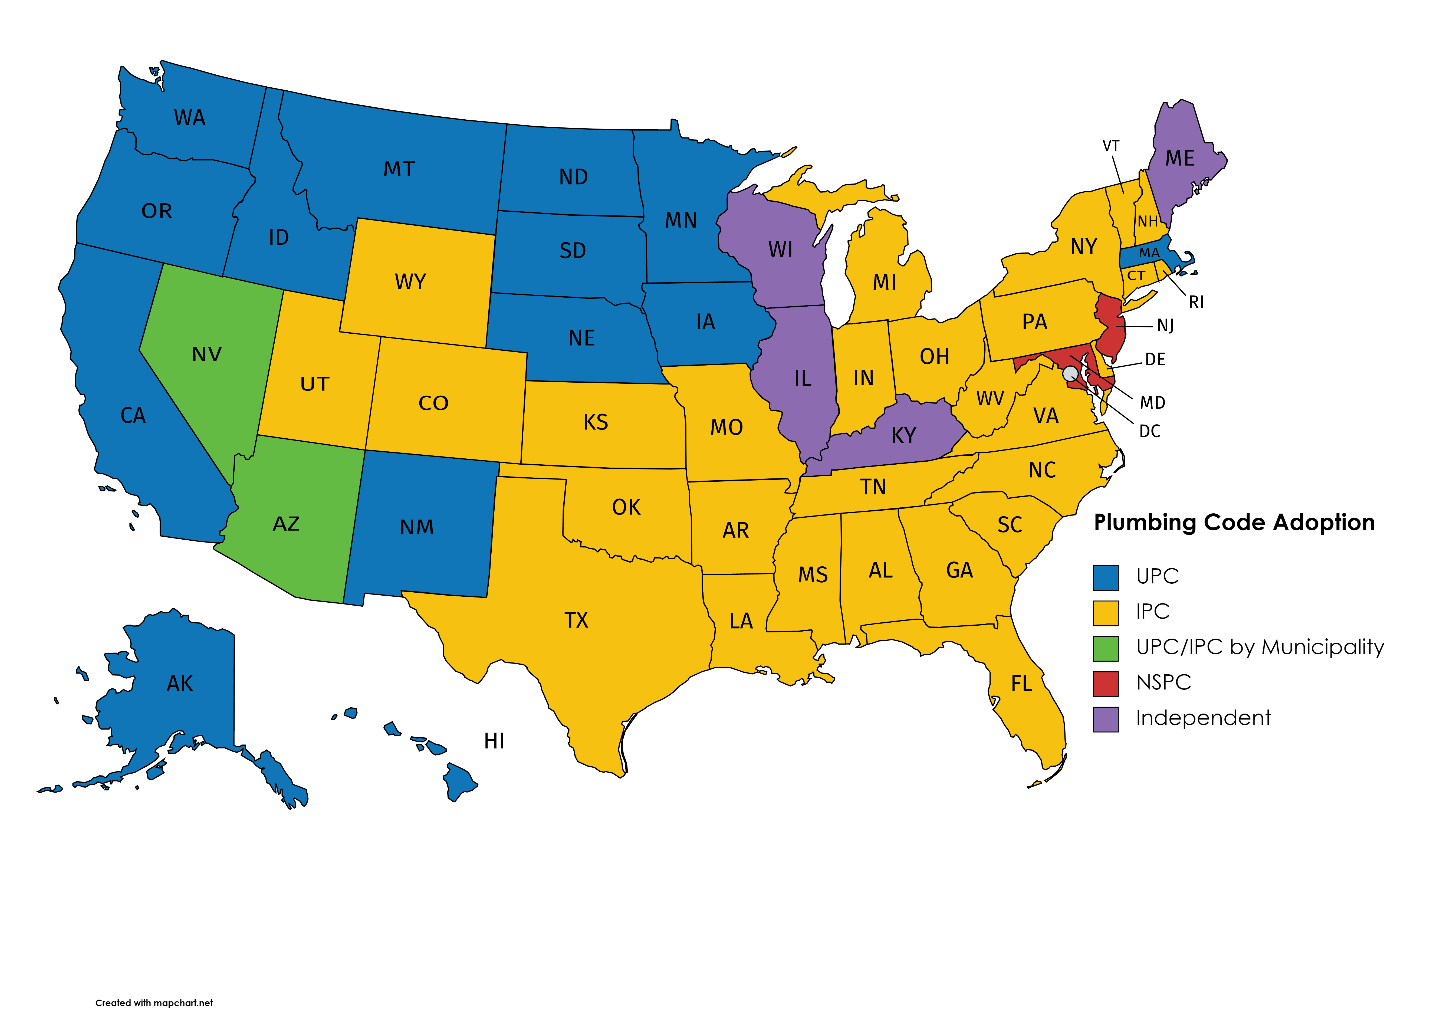 WA
MT
ND
MN
OR
ID
SD
WY
WI
MI
VT
ME
NH
NY
MA
CT
RI
IA
NE
PA
NJ
NV
UT
CO
IL
IN
OH
DE
CA
KS
MO
KY
WV
VA
MD
DC
AZ
NM
OK
AR
TN
NC
SC
MS
AL
GA
TX
LA
FL
AK
HI
Plumbing Code Adoption
UPC
IPC
UPC/IPC by Municipality
NSPC
Independent
Created with mapchart.net